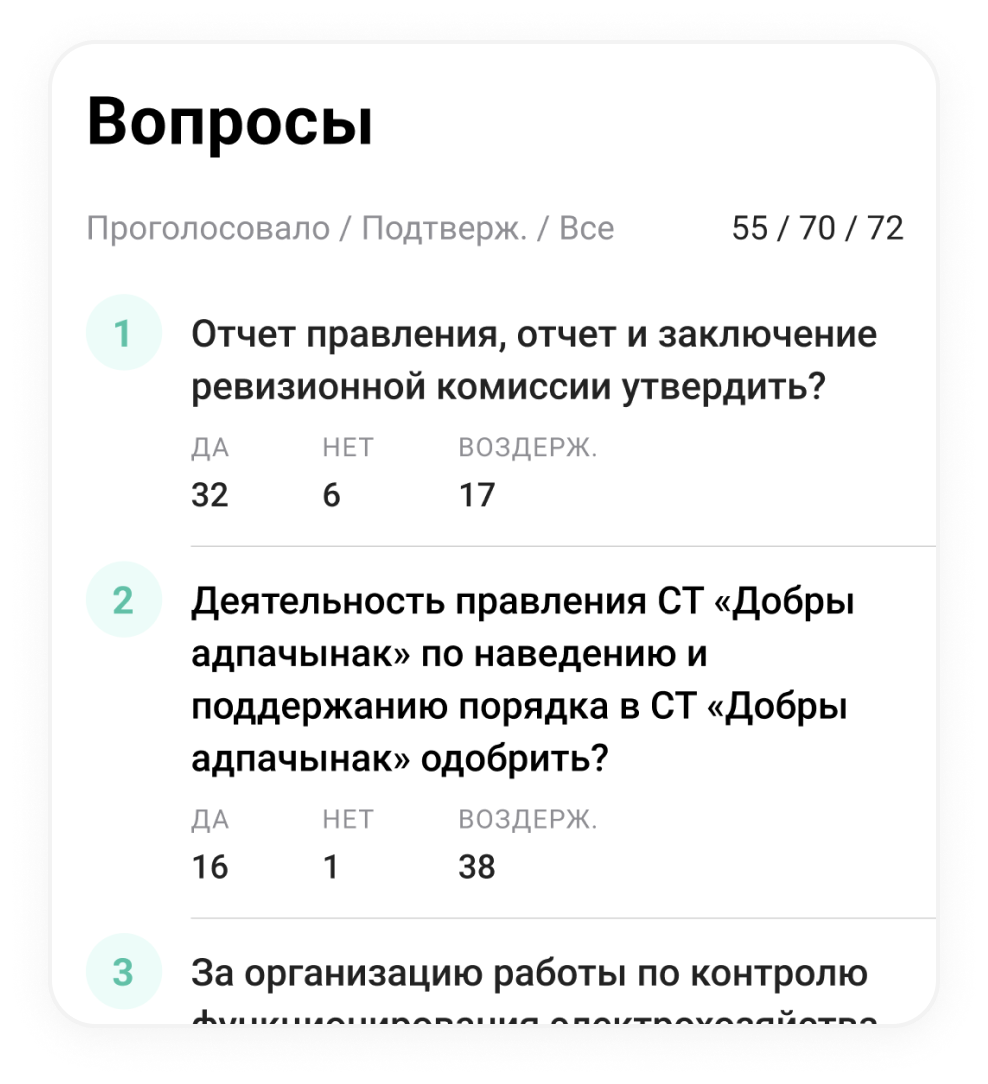 Вопросы
Проголосовало / Подтверж. / Все 55 / 70 / 72
1 Отчет правления, отчет и заключение
ревизионной комиссии утвердить?
ДА НЕТ ВОЗДЕРЖ.
32 6 17
2 Деятельность правления СТ «Добры
адпачынак» по наведению и
поддержанию порядка в СТ «Добры
адпачынак» одобрить?
ДА НЕТ ВОЗДЕРЖ.
16 1 38
3 За организацию работы по контролю
функционирования электрохозяйства